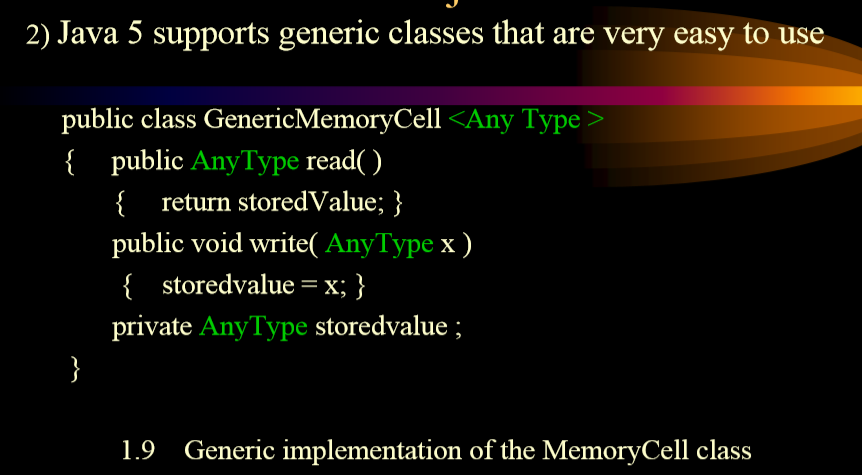 2) Java 5 supports generic classes that are very easy to use
public class GenericMemoryCell <Any Type >
{ public AnyType read( )
{ return storedValue; }
public void write( AnyType x )
{ storedvalue = x; }
private AnyType storedvalue ;
}
1.9 Generic implementation of the MemoryCell class